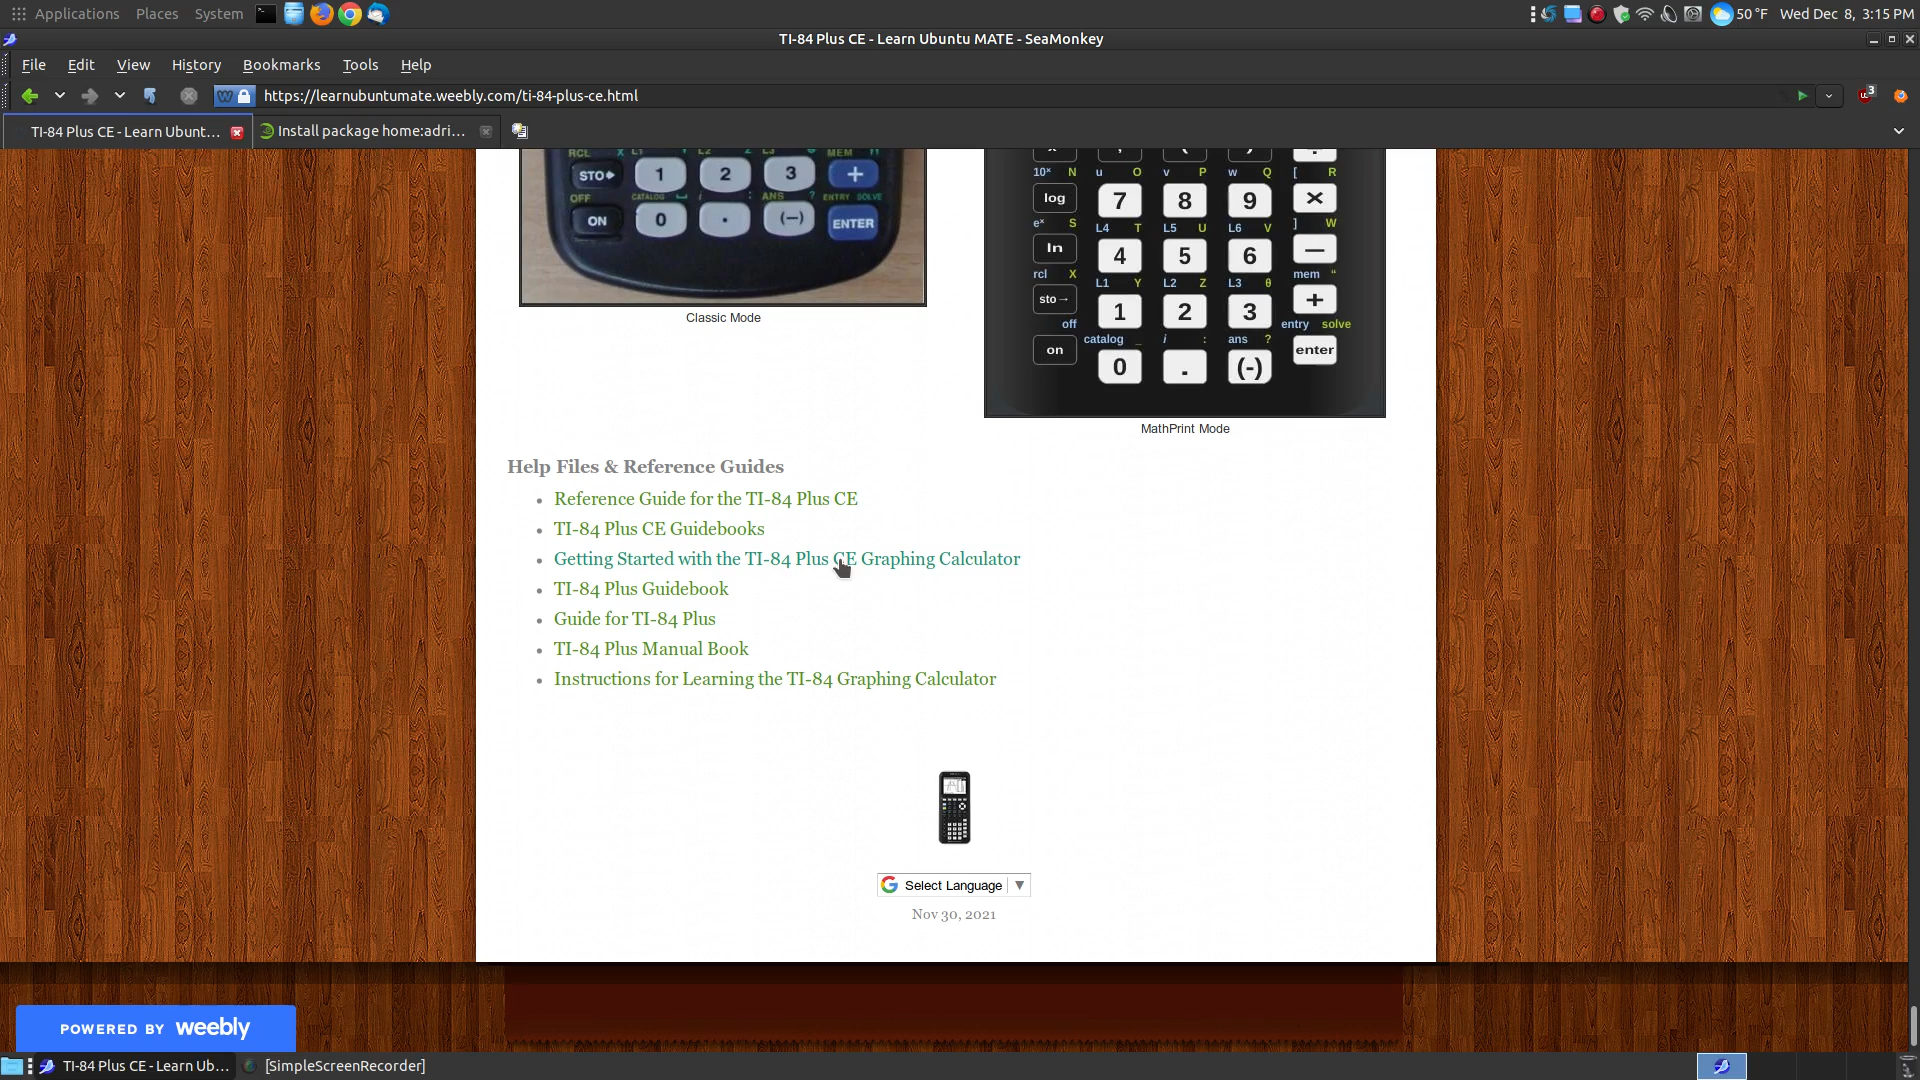 Applications Places System
50 °F Wed Dec 8, 3:15 PM
TI-84 Plus CE - Learn Ubuntu MATE - SeaMonkey
File Edit View History Bookmarks Tools Help
https://learnubuntumate.weebly.com/ti-84-plus-ce.html
3
TI-84 Plus CE - Learn Ubunt...
Install package home:adri...
RCL X L1 Y L2 Z L3 θ MEM "
STO▶ 1 2 3 +
OFF CATALOG i : ANS ? ENTRY SOLVE
ON 0 . (−) ENTER
Classic Mode
10ˣ N u O v P w Q [ R
log 7 8 9 ×
eˣ S L4 T L5 U L6 V ] W
ln 4 5 6 −
rcl X L1 Y L2 Z L3 θ mem “
sto→ 1 2 3 +
off catalog _ i : ans ? entry solve
on 0 . (-) enter
MathPrint Mode
Help Files & Reference Guides
• Reference Guide for the TI-84 Plus CE
• TI-84 Plus CE Guidebooks
• Getting Started with the TI-84 Plus CE Graphing Calculator
• TI-84 Plus Guidebook
• Guide for TI-84 Plus
• TI-84 Plus Manual Book
• Instructions for Learning the TI-84 Graphing Calculator
Select Language ▼
Nov 30, 2021
POWERED BY weebly
TI-84 Plus CE - Learn Ub...
[SimpleScreenRecorder]